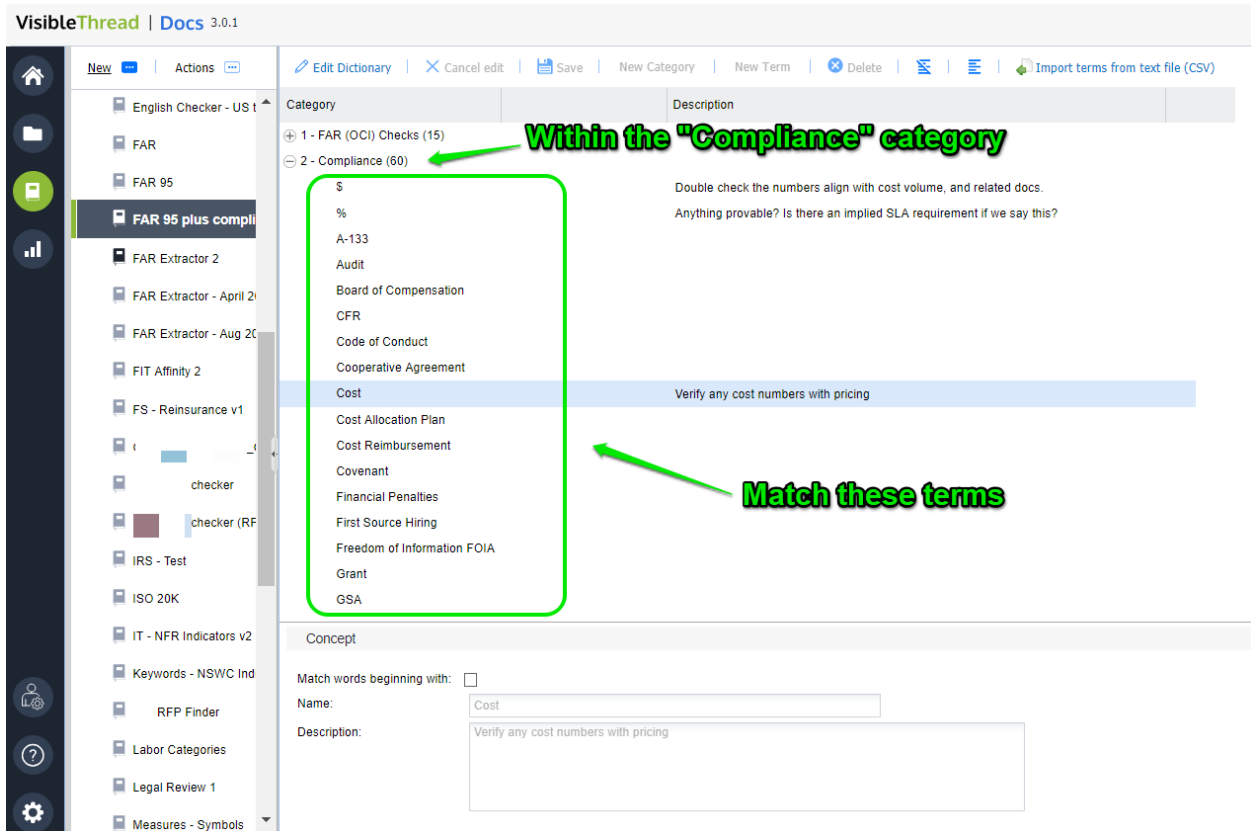 VisibleThread | Docs 3.0.1
New
Actions
Edit Dictionary
Cancel edit
Save
New Category
New Term
Delete
Import terms from text file (CSV)
English Checker - US t
FAR
FAR 95
FAR 95 plus compli
FAR Extractor 2
FAR Extractor - April 2
FAR Extractor - Aug 20
FIT Affinity 2
FS - Reinsurance v1
checker
checker (RF
IRS - Test
ISO 20K
IT - NFR Indicators v2
Keywords - NSWC Ind
RFP Finder
Labor Categories
Legal Review 1
Measures - Symbols
Category Description
1 - FAR (OCI) Checks (15)
Within the "Compliance" category
2 - Compliance (60)
$ Double check the numbers align with cost volume, and related docs.
% Anything provable? Is there an implied SLA requirement if we say this?
A-133
Audit
Board of Compensation
CFR
Code of Conduct
Cooperative Agreement
Cost Verify any cost numbers with pricing
Cost Allocation Plan
Cost Reimbursement
Covenant
Financial Penalties
Match these terms
First Source Hiring
Freedom of Information FOIA
Grant
GSA
Concept
Match words beginning with:
Name: Cost
Description: Verify any cost numbers with pricing